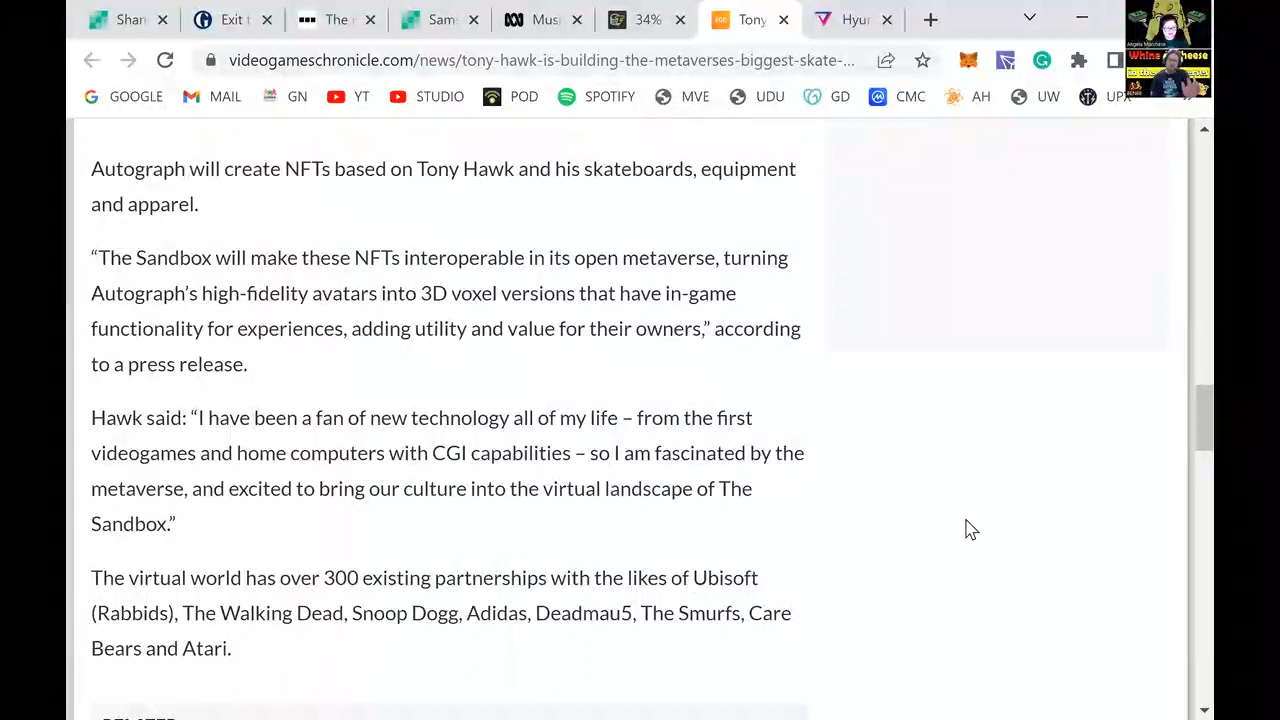 Shan
Exit t
The
Sam
Musi
34%
Tony
Hyun
videogameschronicle.com/news/tony-hawk-is-building-the-metaverses-biggest-skate-...
GOOGLE
MAIL
GN
YT
STUDIO
POD
SPOTIFY
MVE
UDU
GD
CMC
AH
UW
UPX
Angela Marchese
Autograph will create NFTs based on Tony Hawk and his skateboards, equipment
and apparel.
“The Sandbox will make these NFTs interoperable in its open metaverse, turning
Autograph’s high-fidelity avatars into 3D voxel versions that have in-game
functionality for experiences, adding utility and value for their owners,” according
to a press release.
Hawk said: “I have been a fan of new technology all of my life – from the first
videogames and home computers with CGI capabilities – so I am fascinated by the
metaverse, and excited to bring our culture into the virtual landscape of The
Sandbox.”
The virtual world has over 300 existing partnerships with the likes of Ubisoft
(Rabbids), The Walking Dead, Snoop Dogg, Adidas, Deadmau5, The Smurfs, Care
Bears and Atari.
RELATED